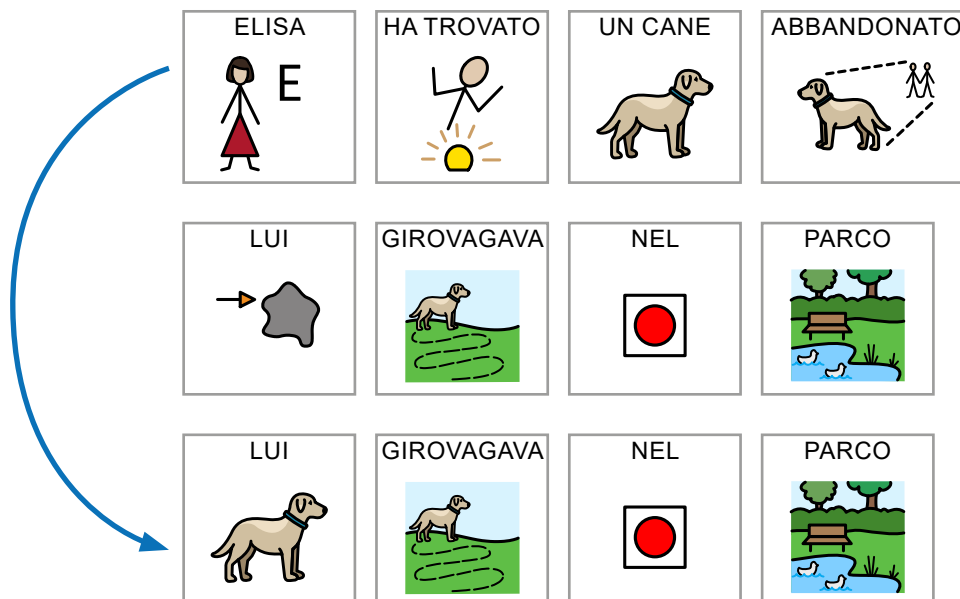 ELISA HA TROVATO UN CANE ABBANDONATO
E
LUI GIROVAGAVA NEL PARCO
LUI GIROVAGAVA NEL PARCO